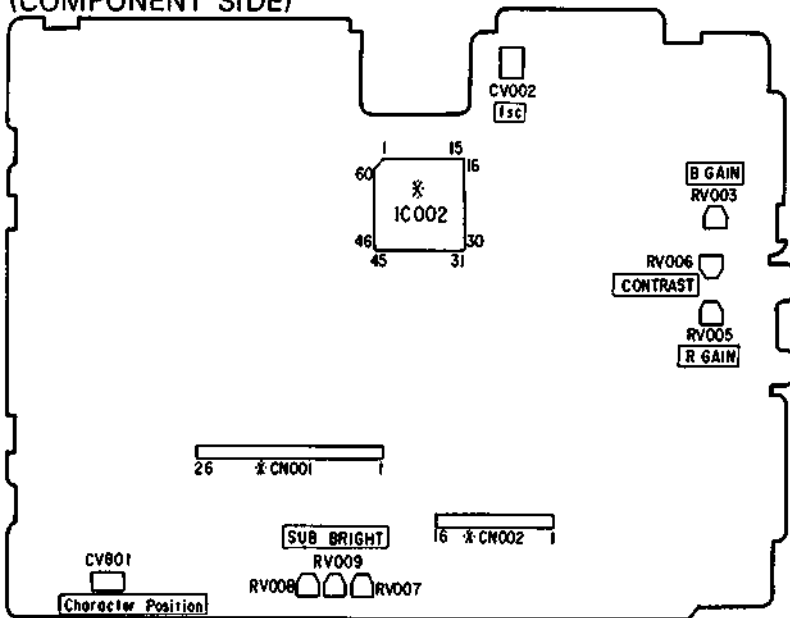 (COMPONENT SIDE)
CV002
fsc
1 15
60 16
※
IC002
46 30
45 31
B GAIN
RV003
RV006
CONTRAST
RV005
R GAIN
26 ※ CN001 1
16 ※ CN002 1
SUB BRIGHT
RV009
RV008 RV007
CV801
Character Position